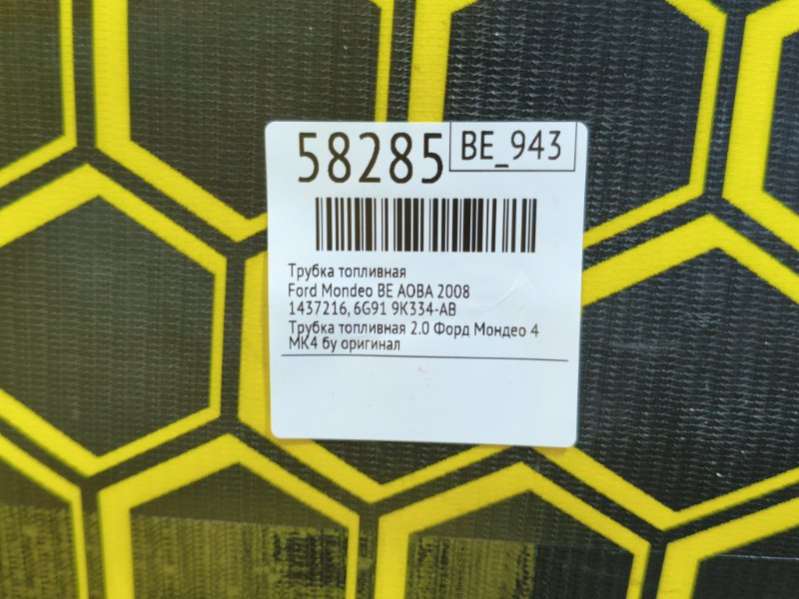 58285 BE_943
Трубка топливная
Ford Mondeo BE AOBA 2008
1437216, 6G91 9K334-AB
Трубка топливная 2.0 Форд Мондео 4
МК4 бу оригинал